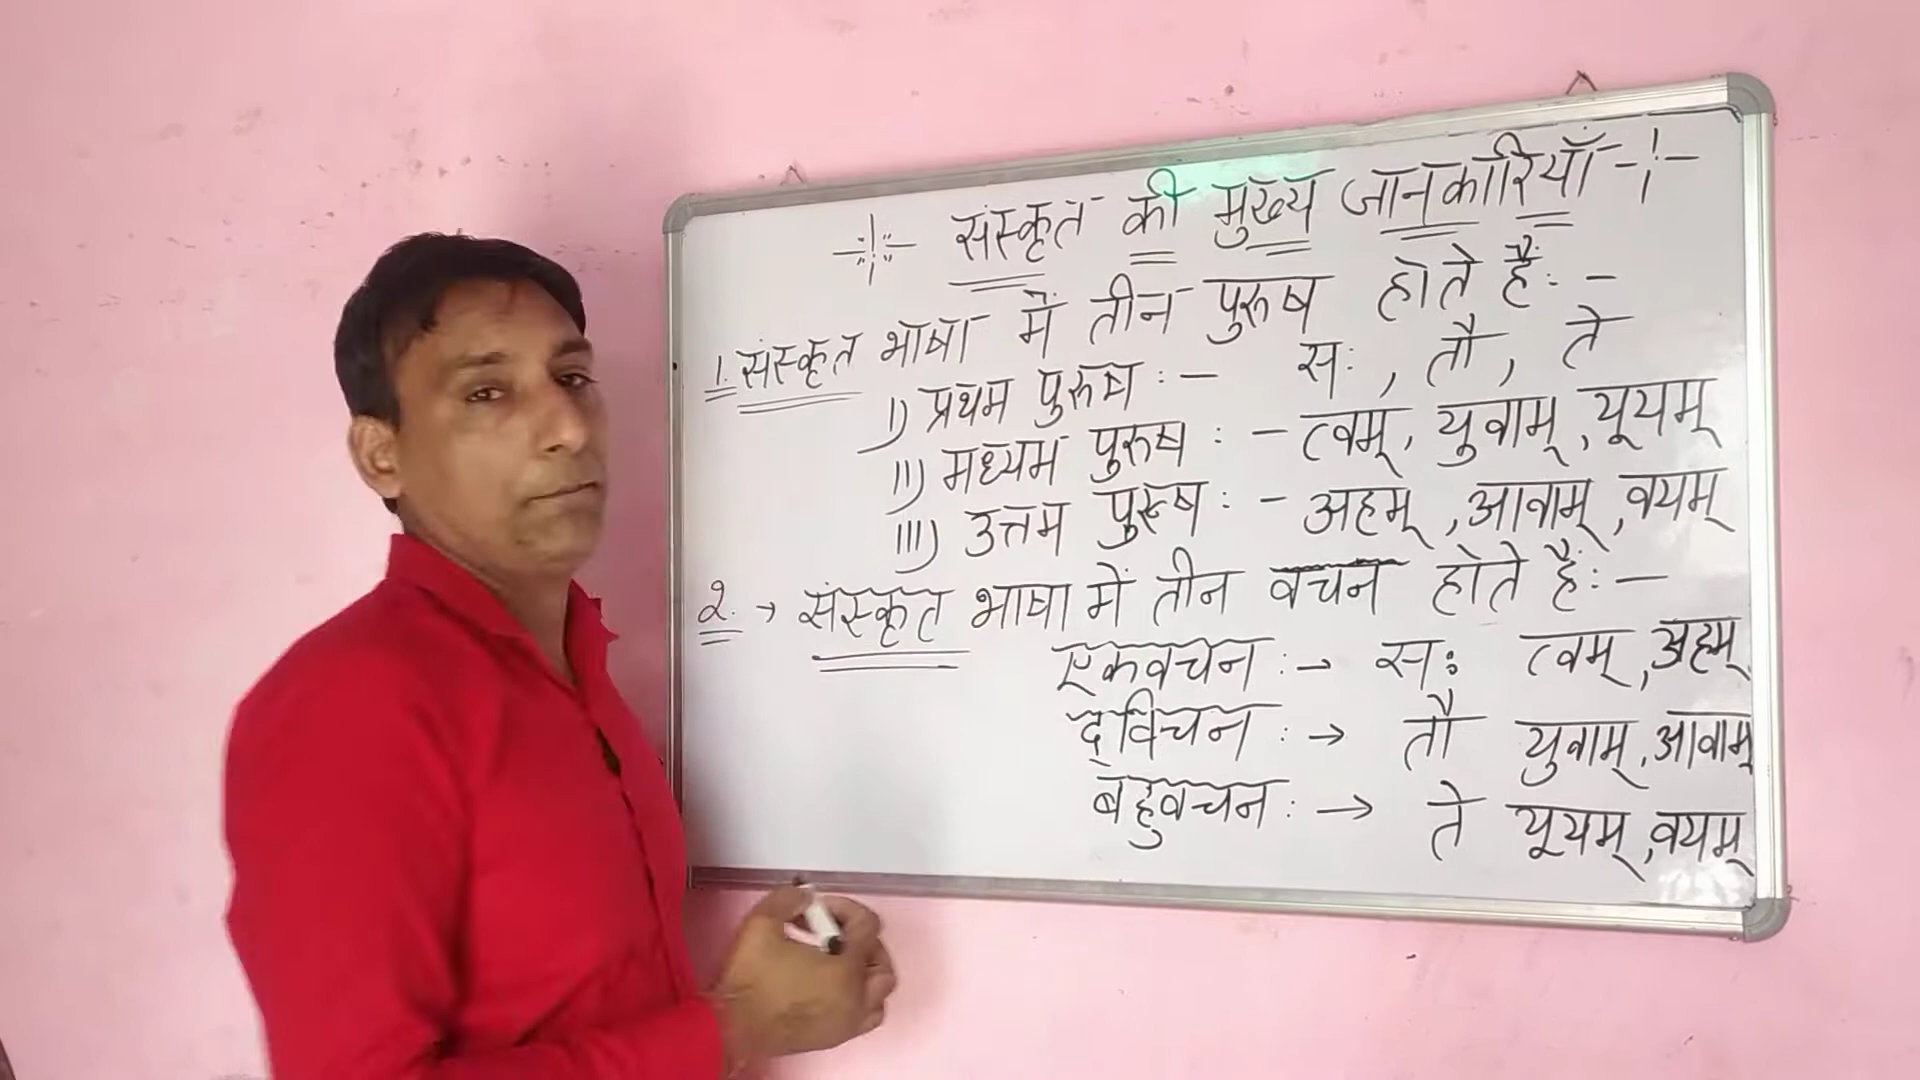 संस्कृत की मुख्य जानकारियाँ
1. संस्कृत भाषा में तीन पुरूष होते हैं:-
I) प्रथम पुरूष:- सः, तौ, ते
II) मध्यम पुरूष:- त्वम्, युवाम्, यूयम्
III) उत्तम पुरूष:- अहम्, आवाम्, वयम्
2. → संस्कृत भाषा में तीन वचन होते हैं:-
एकवचन:→ सः त्वम्, अहम्
द्विचन:→ तौ युवाम्, आवाम्
बहुवचन:→ ते यूयम्, वयम्